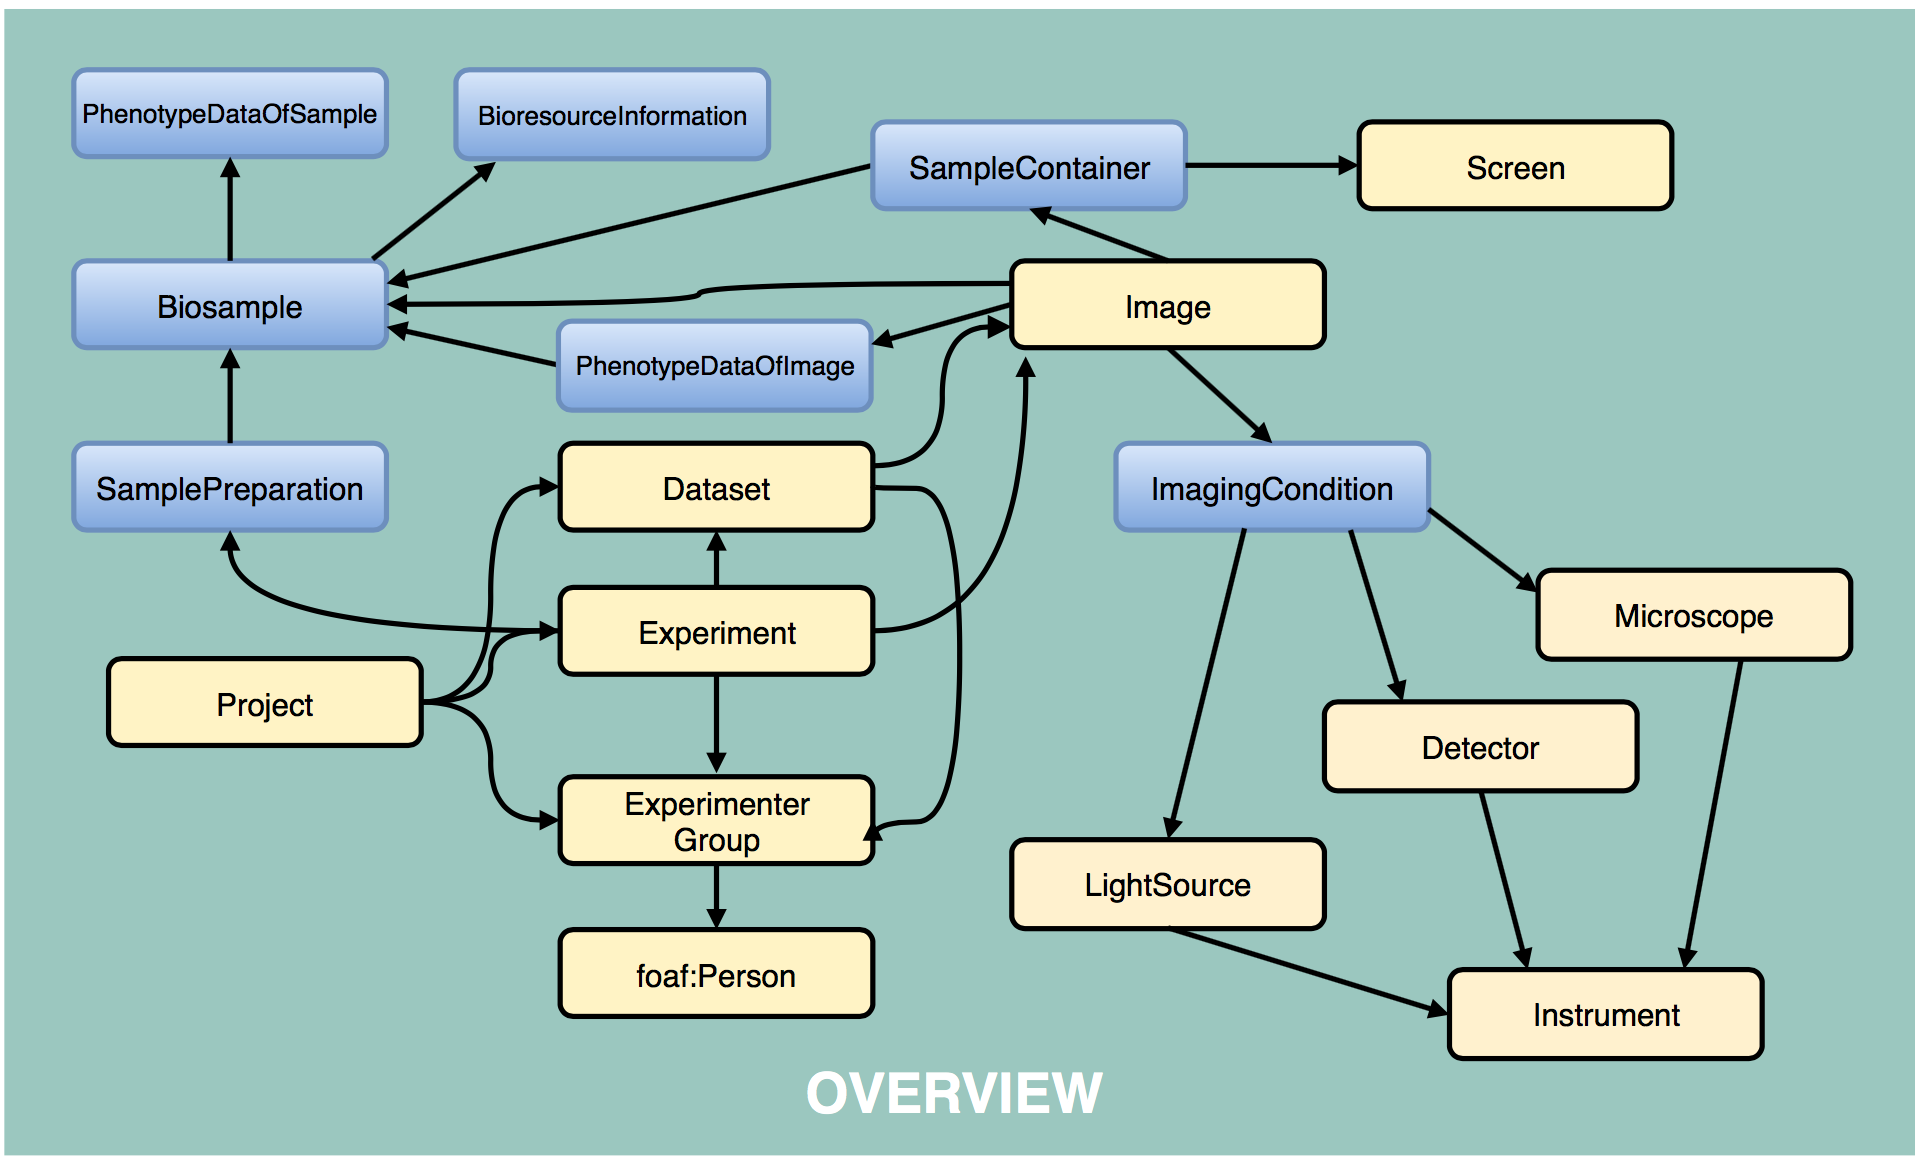 PhenotypeDataOfSample
BioresourceInformation
SampleContainer
Screen
Biosample
Image
PhenotypeDataOfImage
SamplePreparation
Dataset
ImagingCondition
Experiment
Microscope
Project
Detector
Experimenter
Group
LightSource
foaf:Person
Instrument
OVERVIEW